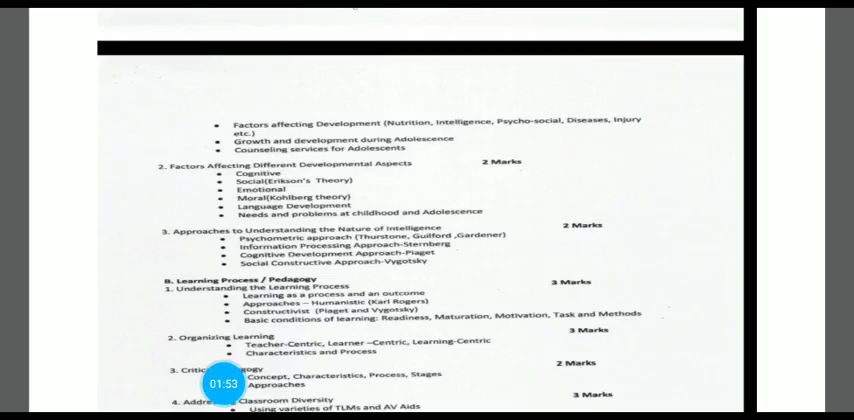 • Factors affecting Development (Nutrition, Intelligence, Psycho-social, Diseases, Injury
etc.)
• Growth and development during Adolescence
• Counseling services for Adolescents
2. Factors Affecting Different Developmental Aspects 2 Marks
• Cognitive
• Social(Erikson's Theory)
• Emotional
• Moral(Kohlberg theory)
• Language Development
• Needs and problems at childhood and Adolescence
3. Approaches to Understanding the Nature of Intelligence 2 Marks
• Psychometric approach (Thurstone, Guilford ,Gardener)
• Information Processing Approach-Sternberg
• Cognitive Development Approach-Piaget
• Social Constructive Approach-Vygotsky
B. Learning Process / Pedagogy
1. Understanding the Learning Process 3 Marks
• Learning as a process and an outcome
• Approaches – Humanistic (Karl Rogers)
• Constructivist (Piaget and Vygotsky)
• Basic conditions of learning: Readiness, Maturation, Motivation, Task and Methods
2. Organizing Learning 3 Marks
• Teacher-Centric, Learner –Centric, Learning-Centric
• Characteristics and Process
3. 2 Marks
Concept, Characteristics, Process, Stages
Approaches
01:53
4. Classroom Diversity 3 Marks
• Using varieties of TLMs and AV Aids